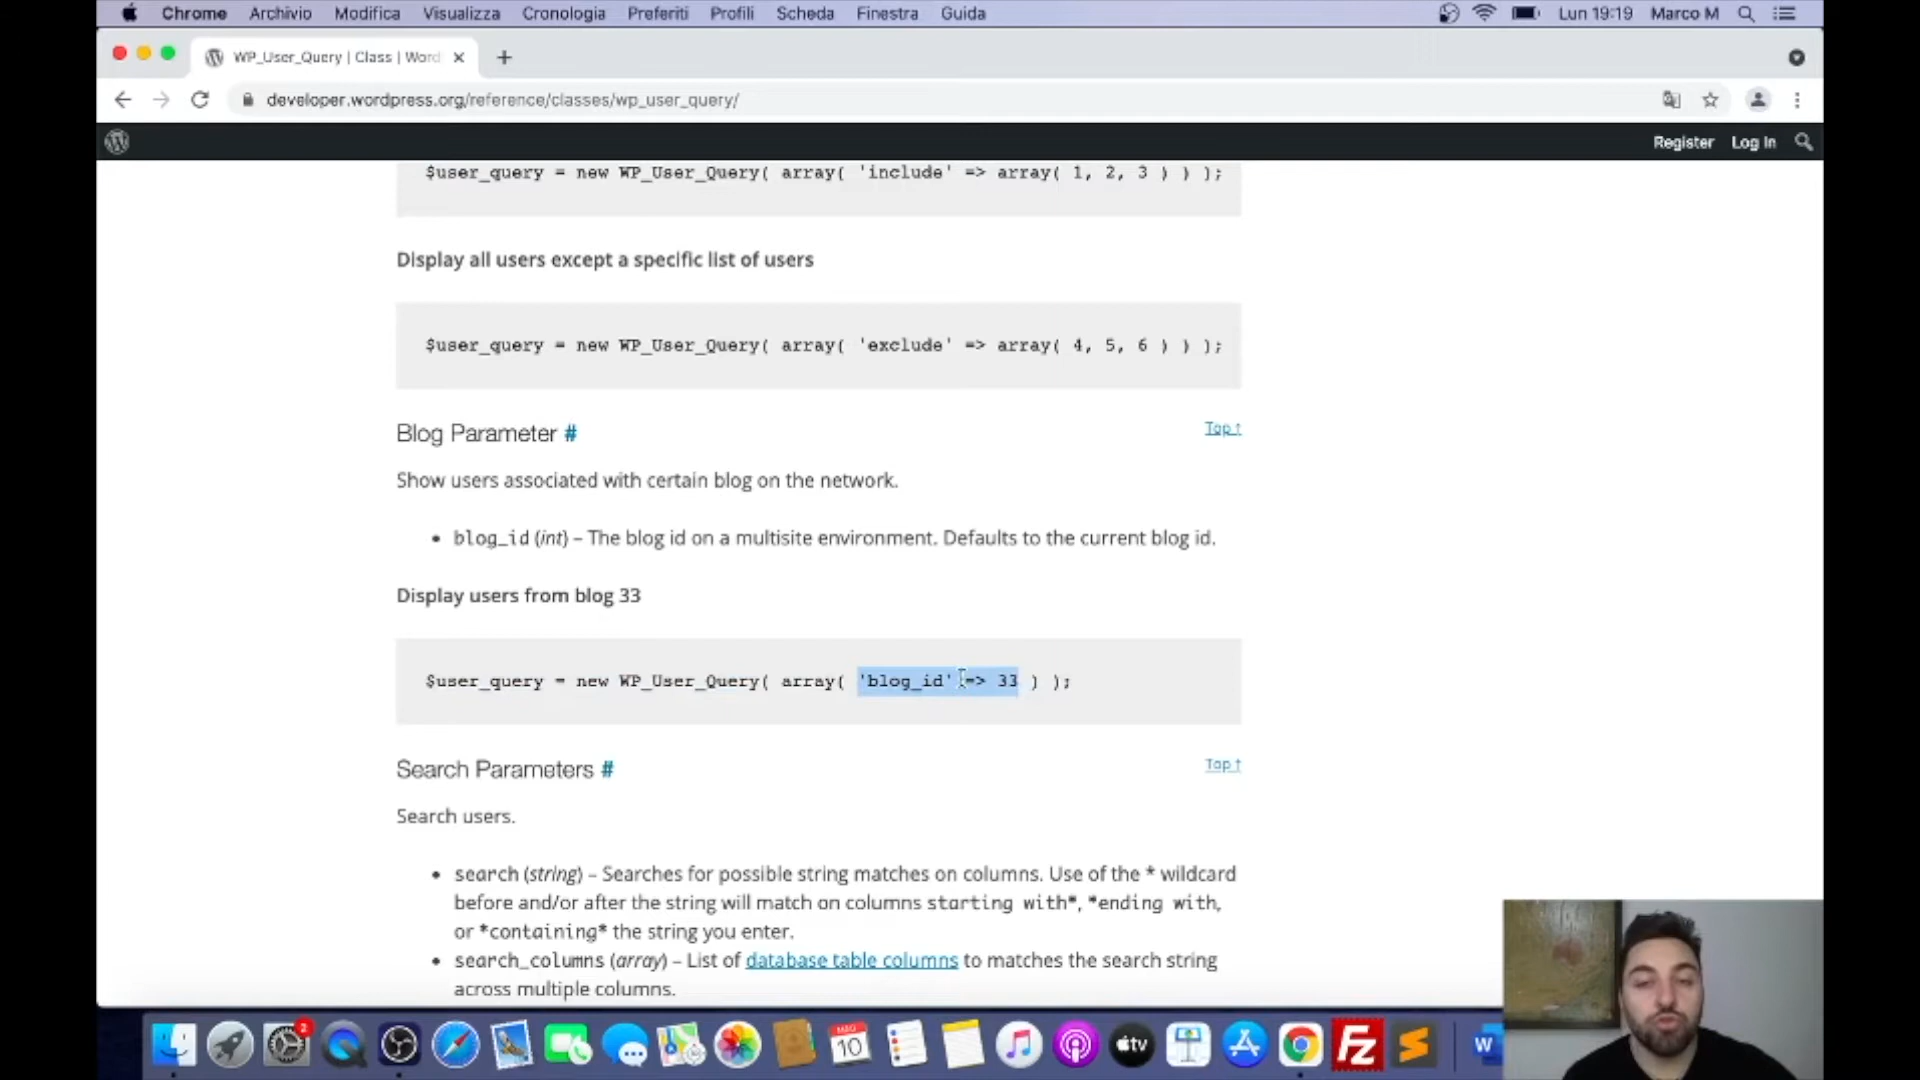 Chrome Archivio Modifica Visualizza Cronologia Preferiti Profili Scheda Finestra Guida Lun 19:19 Marco M
WP_User_Query | Class | Word
developer.wordpress.org/reference/classes/wp_user_query/
Register Log In
$user_query = new WP_User_Query( array( 'include' => array( 1, 2, 3 ) ) );
Display all users except a specific list of users
$user_query = new WP_User_Query( array( 'exclude' => array( 4, 5, 6 ) ) );
Blog Parameter # Top ↑
Show users associated with certain blog on the network.
• blog_id (int) – The blog id on a multisite environment. Defaults to the current blog id.
Display users from blog 33
$user_query = new WP_User_Query( array( 'blog_id' => 33 ) );
Search Parameters # Top ↑
Search users.
• search (string) – Searches for possible string matches on columns. Use of the * wildcard
before and/or after the string will match on columns starting with*, *ending with,
or *containing* the string you enter.
• search_columns (array) – List of database table columns to matches the search string
across multiple columns.
2
MAG
10
tv
FZ
W